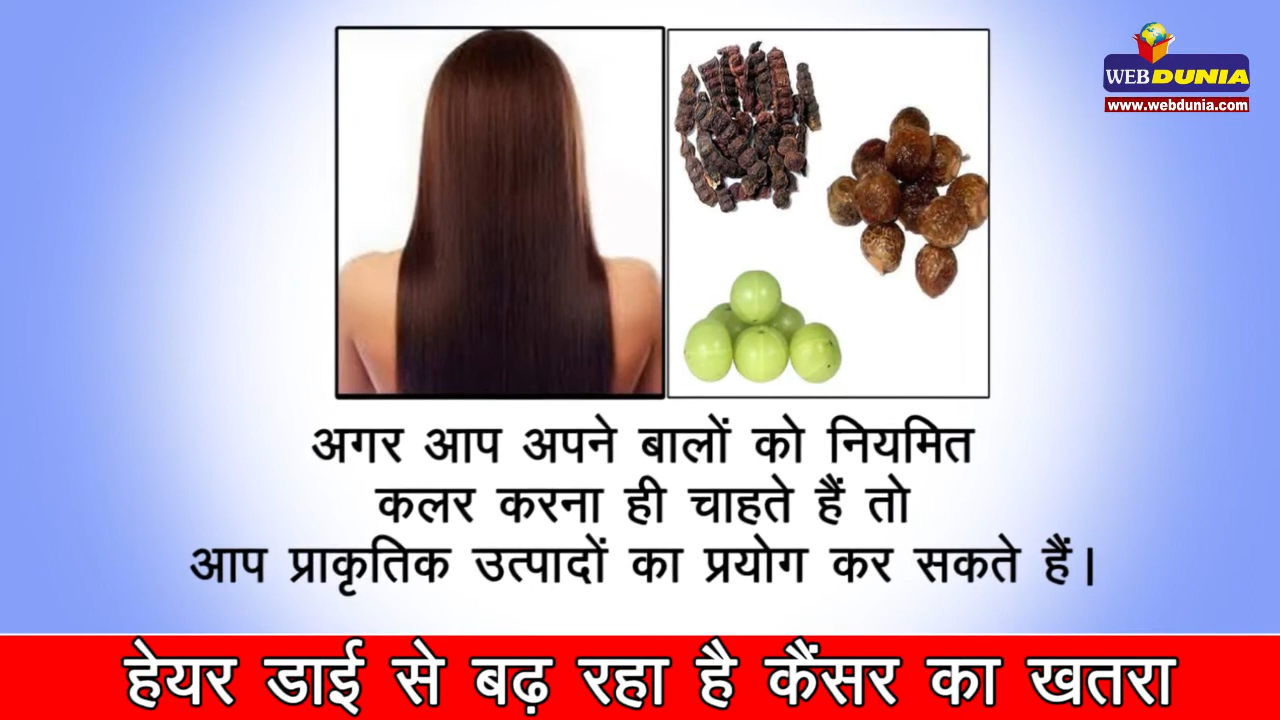 WEBDUNIA
www.webdunia.com
अगर आप अपने बालों को नियमित
कलर करना ही चाहते हैं तो
आप प्राकृतिक उत्पादों का प्रयोग कर सकते हैं।
हेयर डाई से बढ़ रहा है कैंसर का खतरा